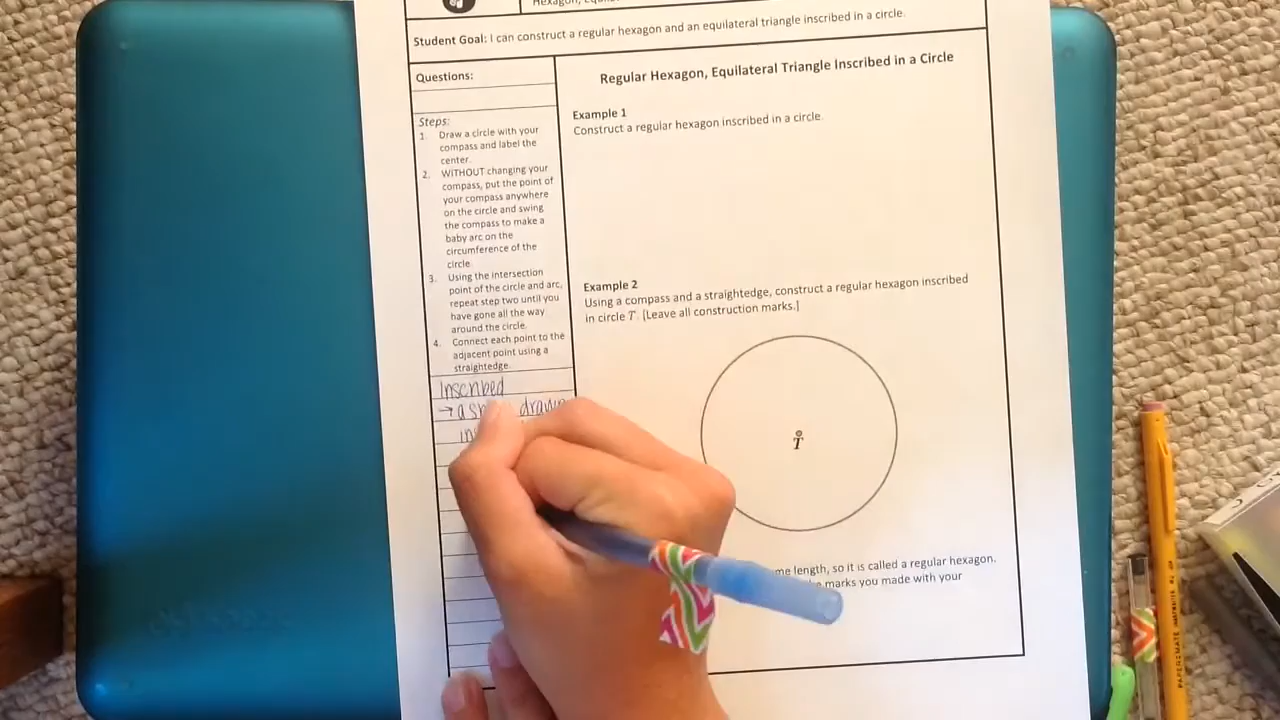 Student Goal: I can construct a regular hexagon and an equilateral triangle inscribed in a circle.
Questions:
Steps:
1. Draw a circle with your
compass and label the
center.
2. WITHOUT changing your
compass, put the point of
your compass anywhere
on the circle and swing
the compass to make a
baby arc on the
circumference of the
circle.
3. Using the intersection
point of the circle and arc,
repeat step two until you
have gone all the way
around the circle.
4. Connect each point to the
adjacent point using a
straightedge.
Inscribed
→ a drawn
Regular Hexagon, Equilateral Triangle Inscribed in a Circle
Example 1
Construct a regular hexagon inscribed in a circle.
Example 2
Using a compass and a straightedge, construct a regular hexagon inscribed
in circle T. [Leave all construction marks.]
T
length, so it is called a regular hexagon.
marks you made with your
PAPERMATE